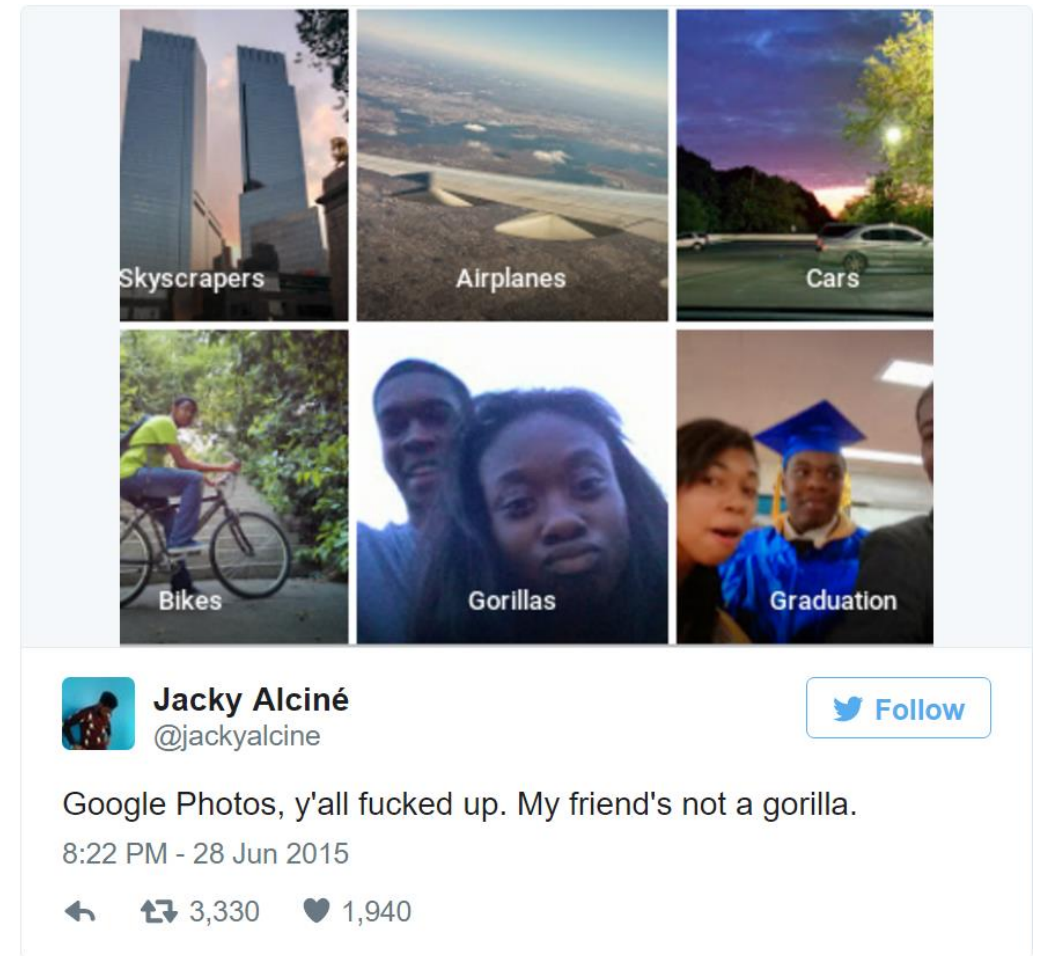 Skyscrapers
Airplanes
Cars
Bikes
Gorillas
Graduation
Jacky Alciné
@jackyalcine
Follow
Google Photos, y'all fucked up. My friend's not a gorilla.
8:22 PM - 28 Jun 2015
3,330
1,940